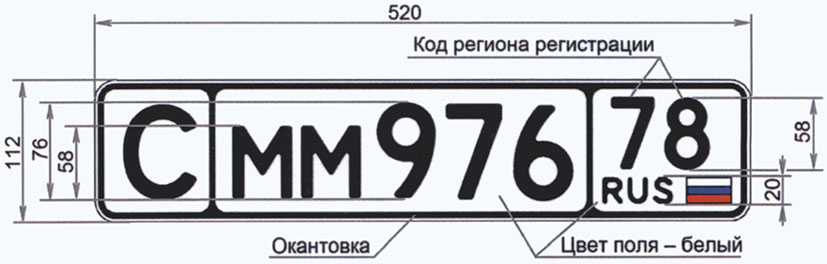 520
Код региона регистрации
112
76
58
С ММ 976 78
RUS
58
20
Окантовка
Цвет поля – белый